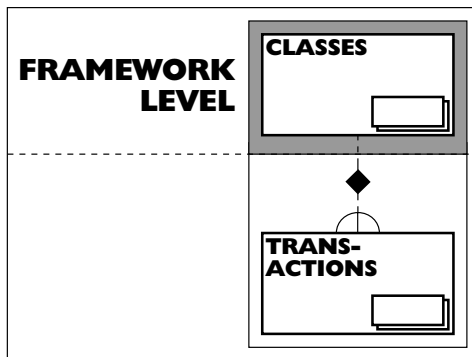 FRAMEWORK
LEVEL
CLASSES
TRANS-
ACTIONS